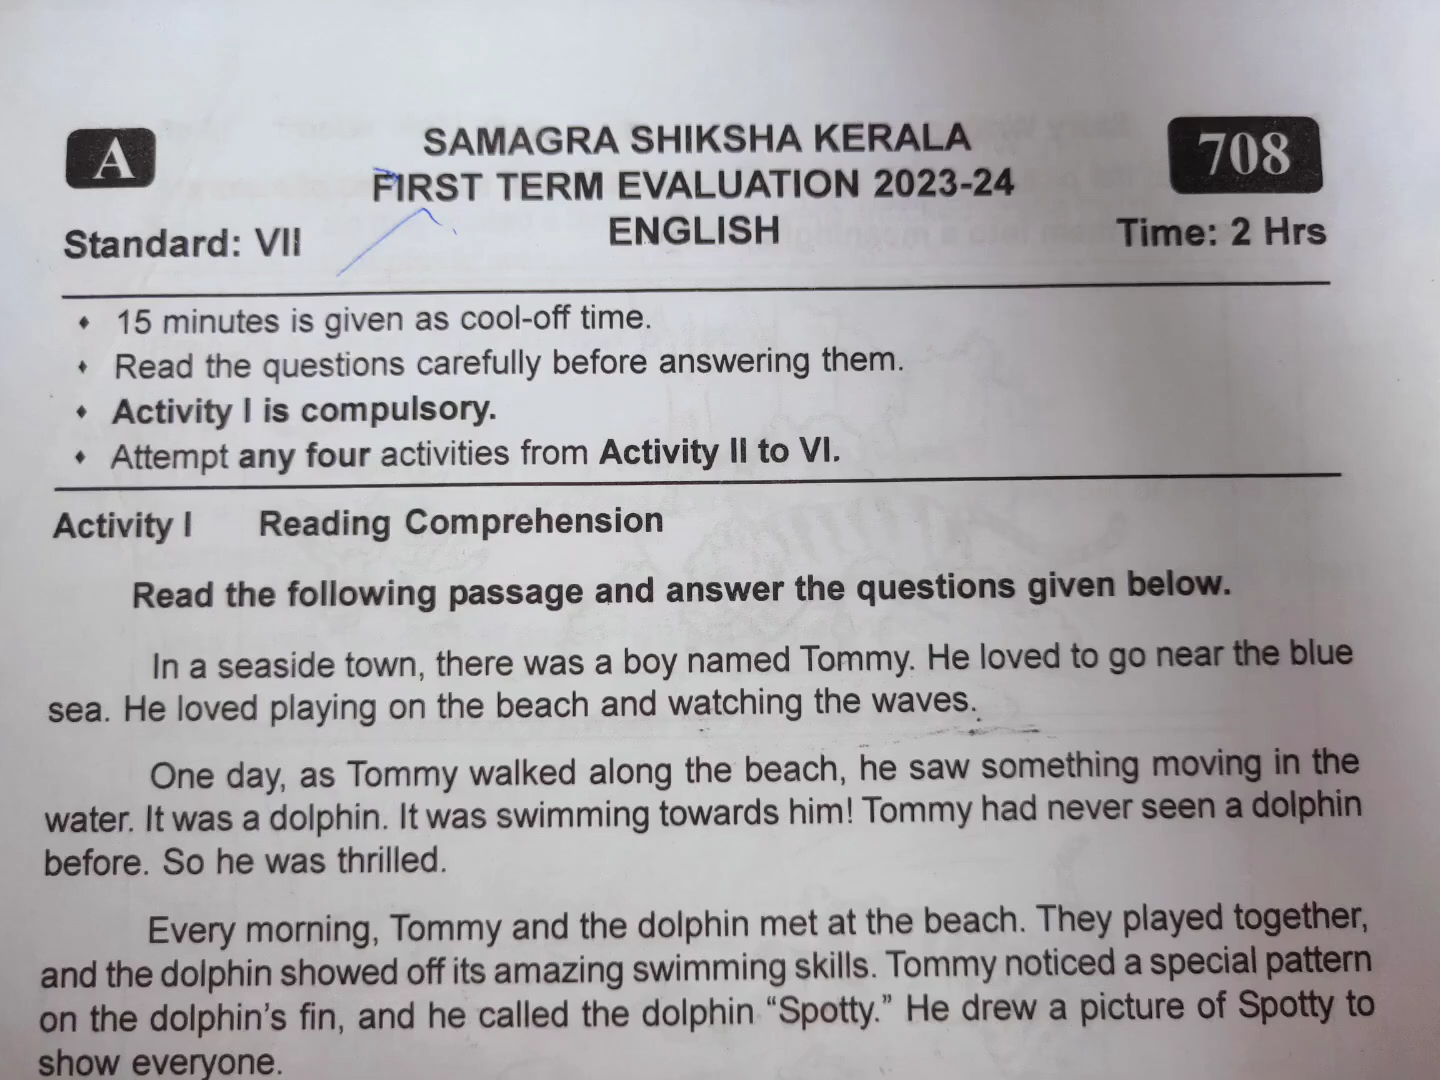 A
SAMAGRA SHIKSHA KERALA
708
FIRST TERM EVALUATION 2023-24
Standard: VII
ENGLISH
Time: 2 Hrs
• 15 minutes is given as cool-off time.
• Read the questions carefully before answering them.
• Activity I is compulsory.
• Attempt any four activities from Activity II to VI.
Activity I Reading Comprehension
Read the following passage and answer the questions given below.
In a seaside town, there was a boy named Tommy. He loved to go near the blue
sea. He loved playing on the beach and watching the waves.
One day, as Tommy walked along the beach, he saw something moving in the
water. It was a dolphin. It was swimming towards him! Tommy had never seen a dolphin
before. So he was thrilled.
Every morning, Tommy and the dolphin met at the beach. They played together,
and the dolphin showed off its amazing swimming skills. Tommy noticed a special pattern
on the dolphin's fin, and he called the dolphin “Spotty.” He drew a picture of Spotty to
show everyone.